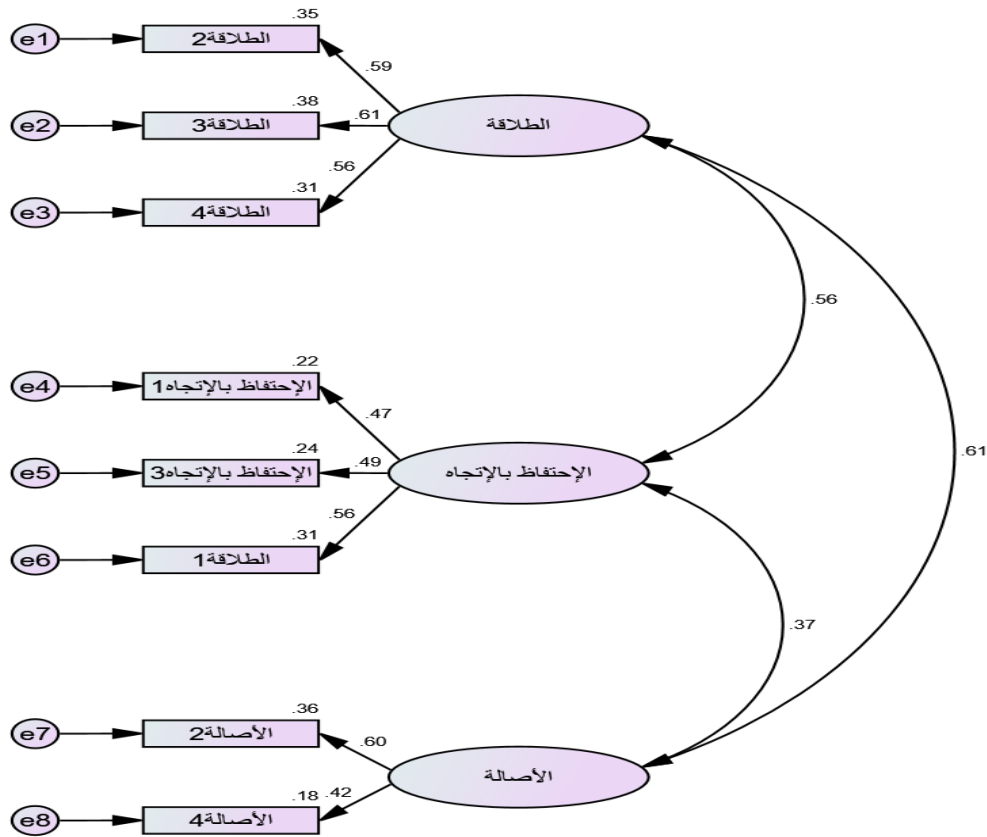 .35
e1
الطلاقة2
.59
.38
e2
الطلاقة3
.61
الطلاقة
.56
.31
e3
الطلاقة4
.56
.22
e4
الإحتفاظ بالإتجاه1
.47
.61
.24
e5
الإحتفاظ بالإتجاه3
.49
الإحتفاظ بالإتجاه
.56
.31
e6
الطلاقة1
.37
.36
e7
الأصالة2
.60
الأصالة
.18
.42
e8
الأصالة4